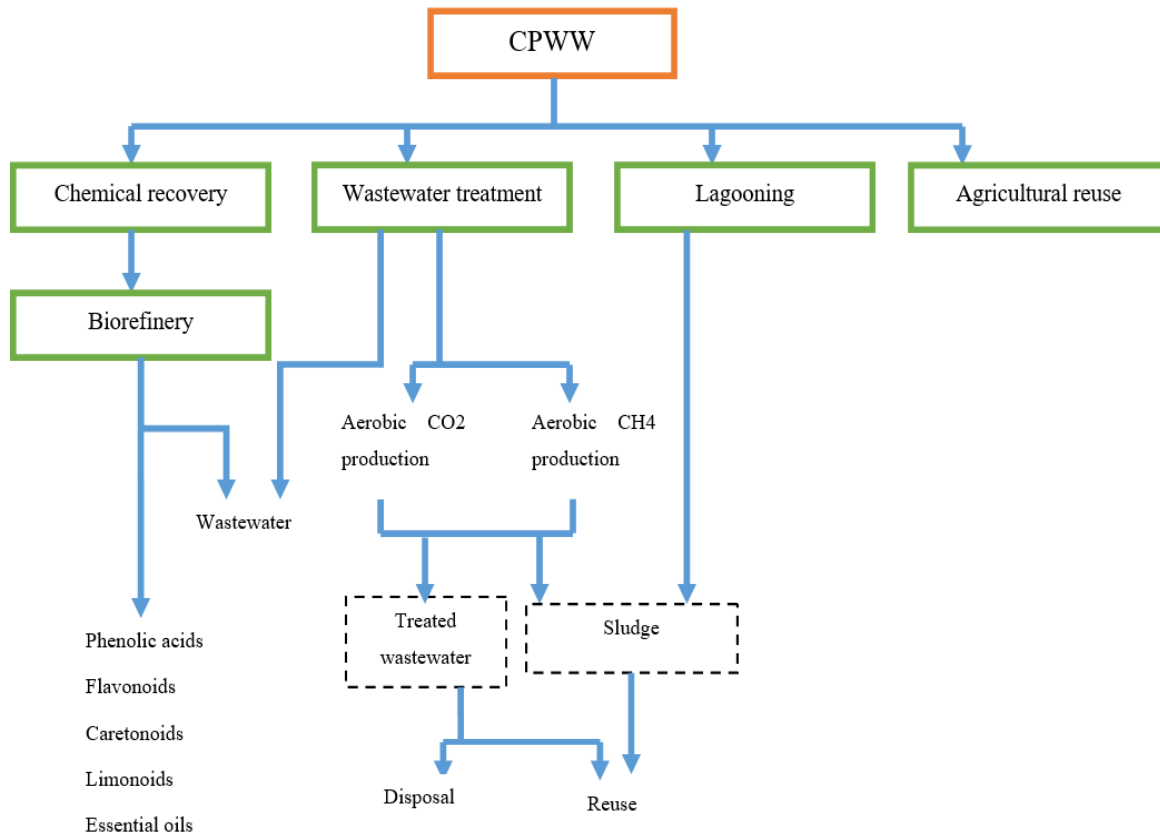 CPWW
Chemical recovery
Wastewater treatment
Lagooning
Agricultural reuse
Biorefinery
Aerobic CO2
production
Aerobic CH4
production
Wastewater
Treated
wastewater
Sludge
Phenolic acids
Flavonoids
Caretonoids
Limonoids
Essential oils
Disposal
Reuse